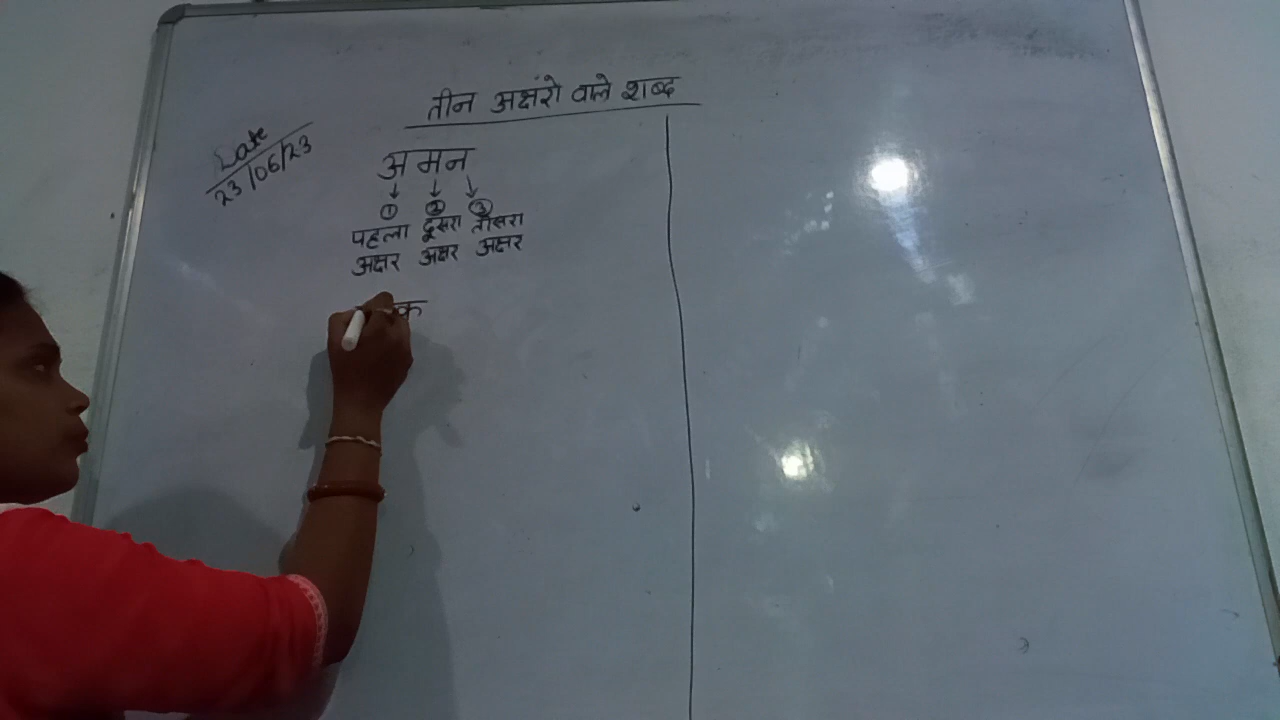 तीन अक्षंरो वाले शब्द
Date
23/06/23
अमन
↓ ↓ ↓
① ② ③
पहला दूसरा तीसरा
अक्षर अक्षर अक्षर